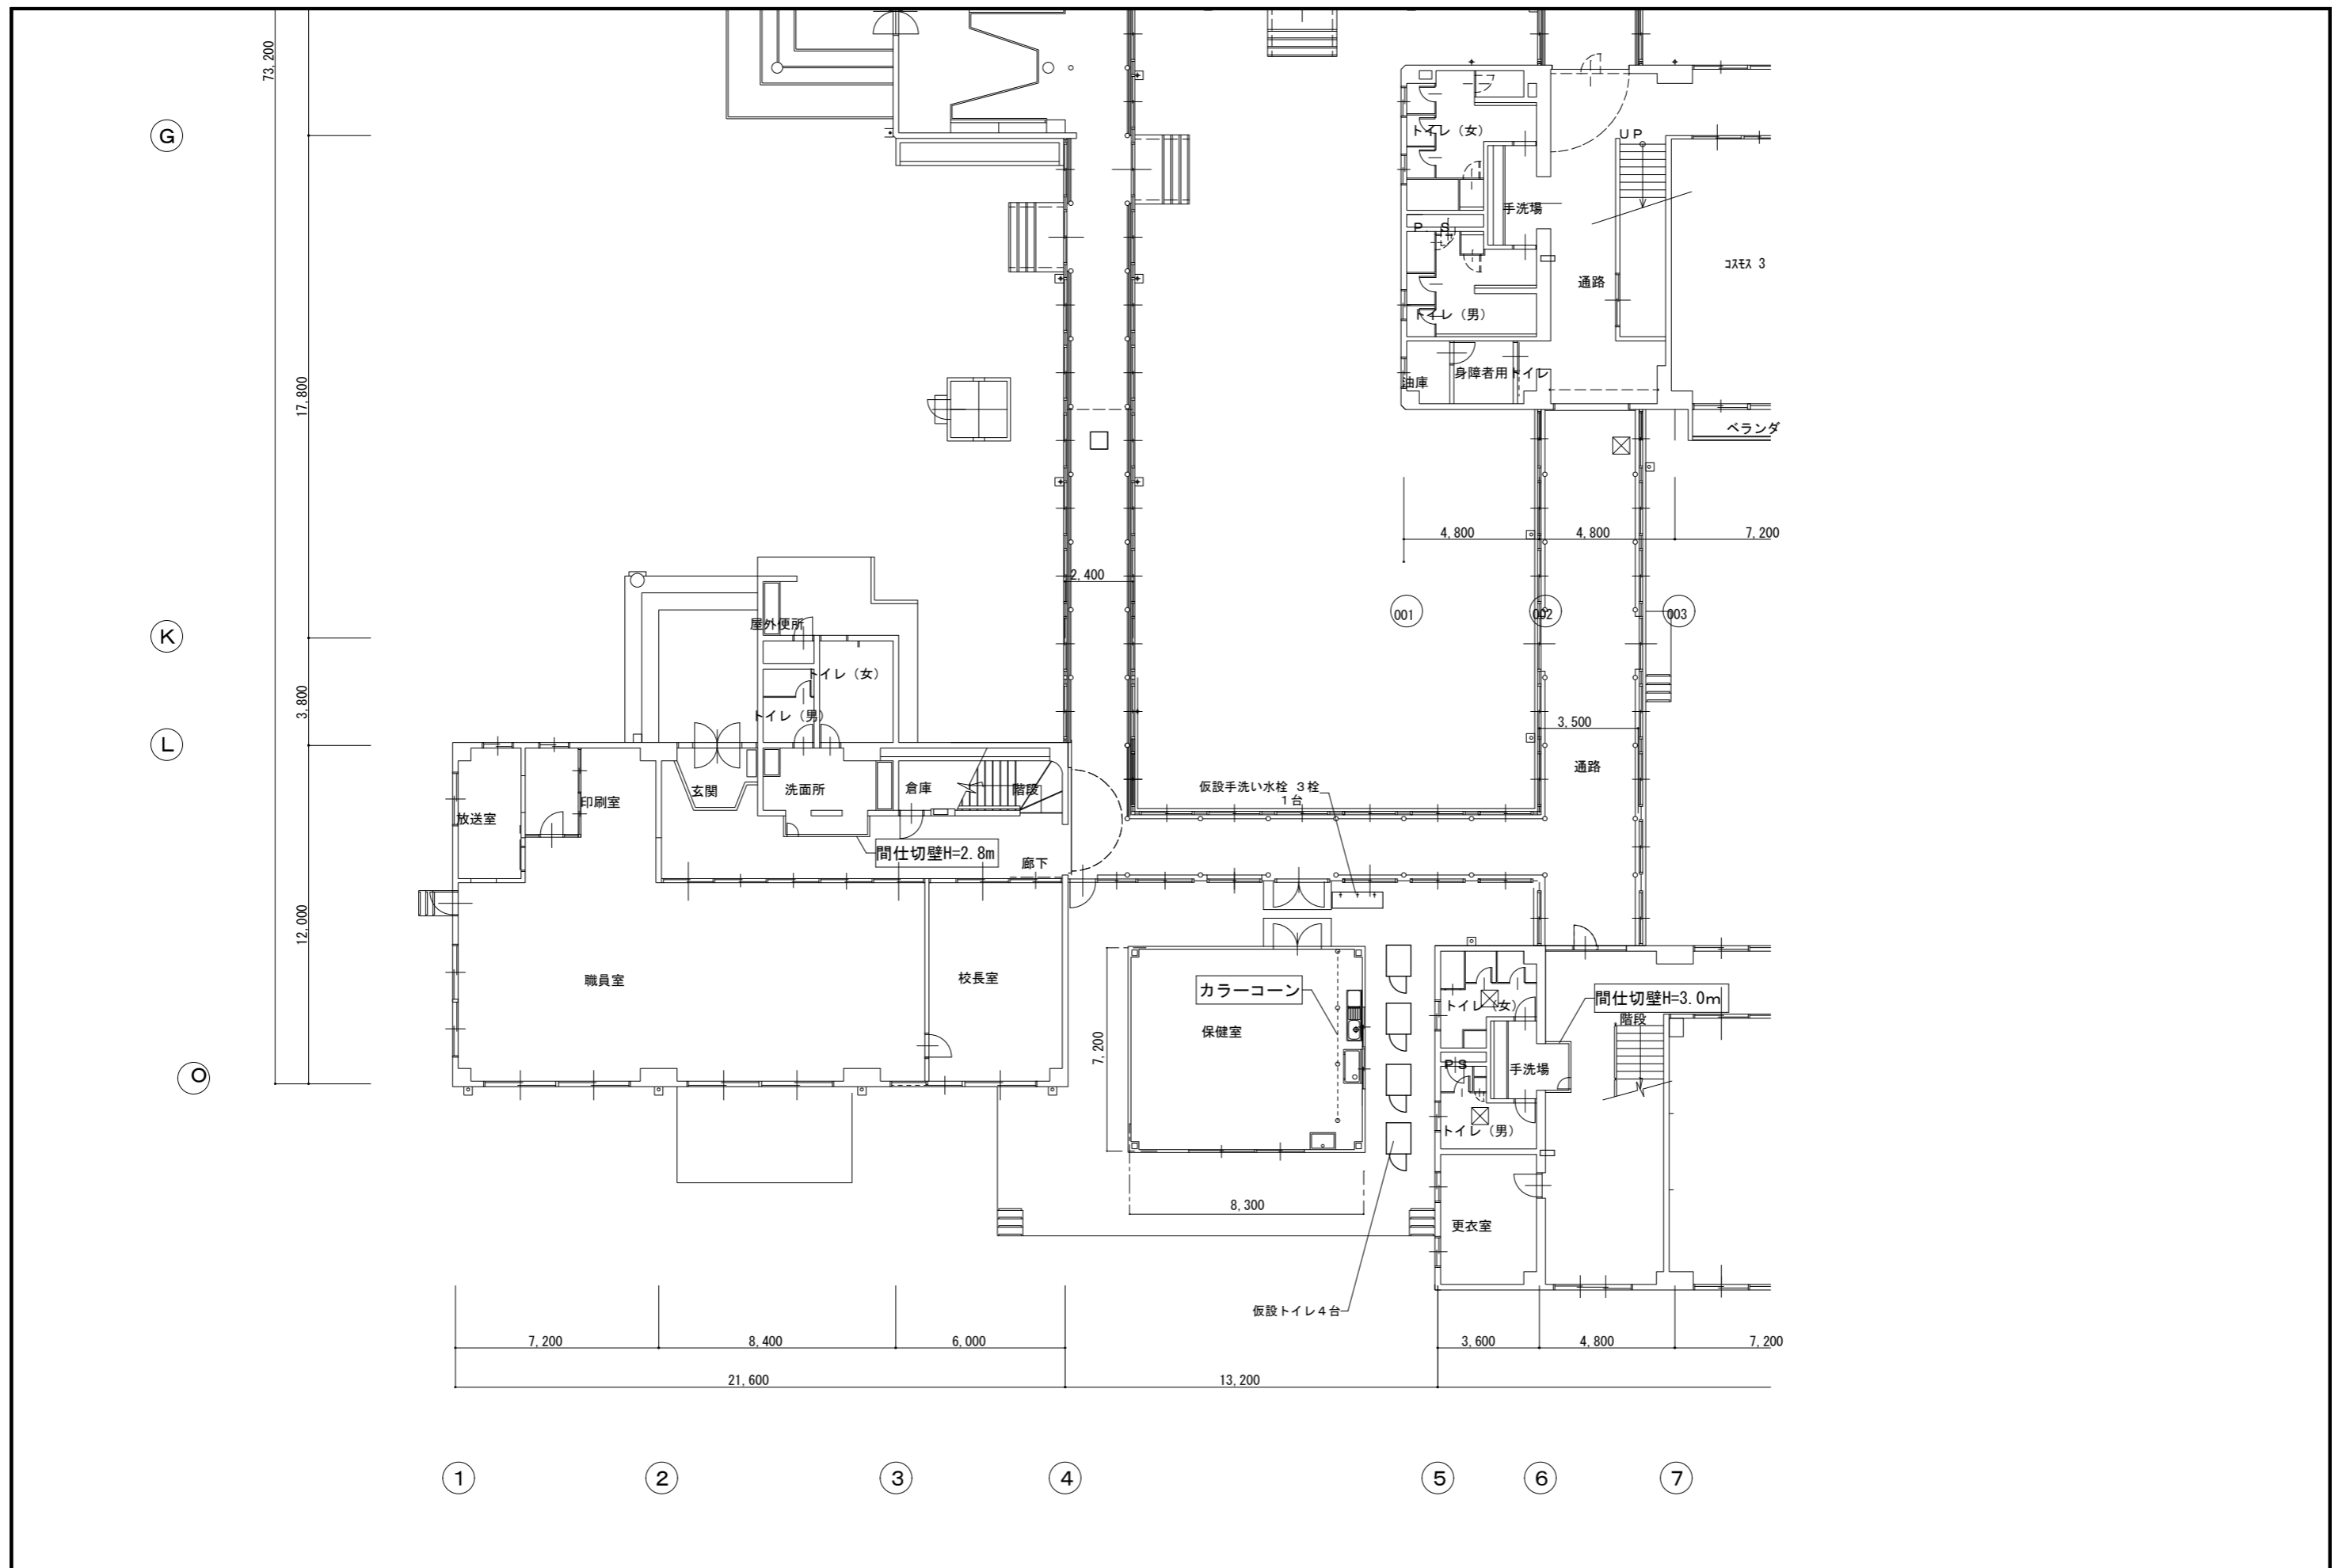 73,200
G
トイレ（女）
UP
手洗場
P S
コスモス 3
通路
トイレ（男）
17,800
油庫
身障者用トイレ
ベランダ
4,800
4,800
7,200
2,400
001
002
003
屋外便所
K
トイレ（女）
3,800
トイレ（男）
3,500
L
通路
仮設手洗い水栓 3栓
1台
玄関
洗面所
倉庫
階段
印刷室
放送室
間仕切壁H=2.8m
廊下
12,000
職員室
校長室
カラーコーン
トイレ（女）
間仕切壁H=3.0m
階段
保健室
7,200
PS
手洗場
O
トイレ（男）
8,300
更衣室
仮設トイレ4台
7,200
8,400
6,000
3,600
4,800
7,200
21,600
13,200
1
2
3
4
5
6
7